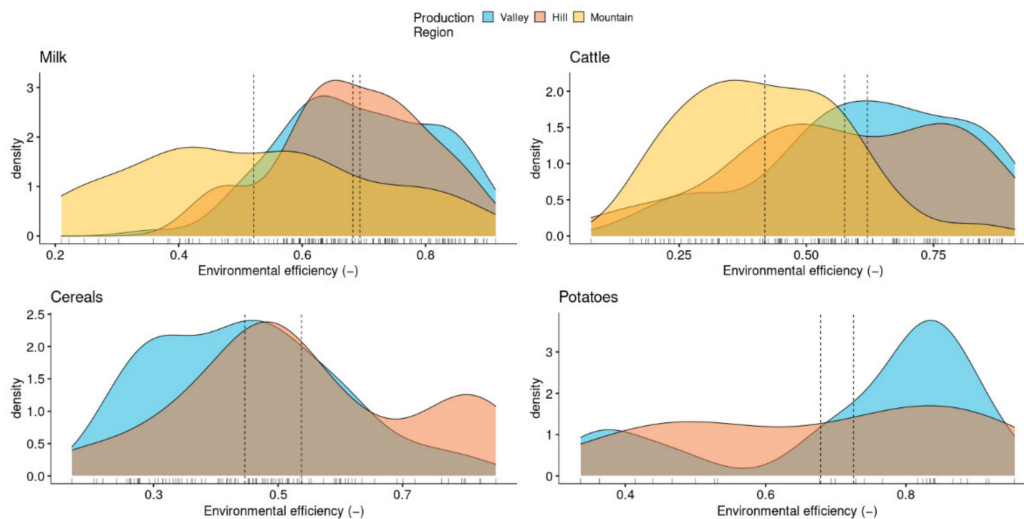 Production Region Valley Hill Mountain
Milk
density
3
2
1
0
0.2 0.4 0.6 0.8
Environmental efficiency (−)
Cattle
density
2.0
1.5
1.0
0.5
0.0
0.25 0.50 0.75
Environmental efficiency (−)
Cereals
density
2.5
2.0
1.5
1.0
0.5
0.0
0.3 0.5 0.7
Environmental efficiency (−)
Potatoes
density
3
2
1
0
0.4 0.6 0.8
Environmental efficiency (−)